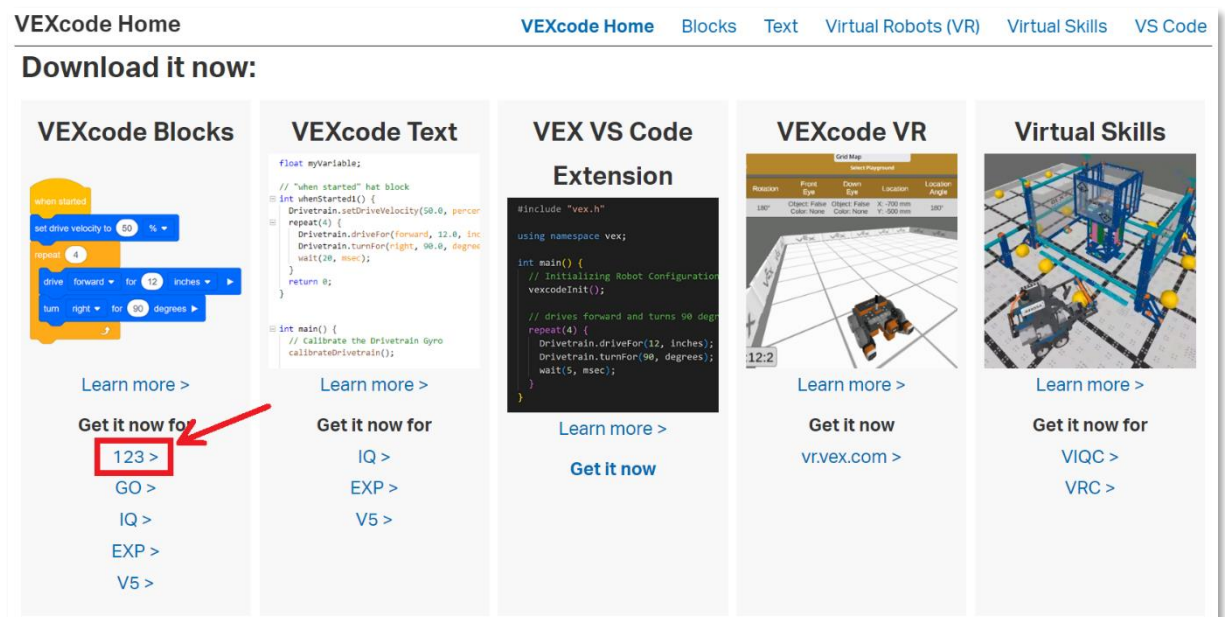 VEXcode Home
VEXcode Home Blocks Text Virtual Robots (VR) Virtual Skills VS Code
Download it now:
VEXcode Blocks
when started
set drive velocity to 50 %
repeat 4
drive forward for 12 inches
turn right for 90 degrees
Learn more >
Get it now for
123 >
GO >
IQ >
EXP >
V5 >
VEXcode Text
float myVariable;
// "when started" hat block
int whenStarted1() {
Drivetrain.setDriveVelocity(50.0, percen
repeat(4) {
Drivetrain.driveFor(forward, 12.0, inc
Drivetrain.turnFor(right, 90.0, degree
wait(20, msec);
}
return 0;
}
int main() {
// Calibrate the Drivetrain Gyro
calibrateDrivetrain();
Learn more >
Get it now for
IQ >
EXP >
V5 >
VEX VS Code
Extension
#include "vex.h"
using namespace vex;
int main() {
// Initializing Robot Configuration
vexcodeInit();
// drives forward and turns 90 degr
repeat(4) {
Drivetrain.driveFor(12, inches);
Drivetrain.turnFor(90, degrees);
wait(5, msec);
}
}
Learn more >
Get it now
VEXcode VR
Grid Map
Select Playground
Rotation Front Eye Down Eye Location Location Angle
180° Object: False Object: False X: -700 mm 180°
Color: None Color: None Y: -500 mm
12:2
Learn more >
Get it now
vr.vex.com >
Virtual Skills
Learn more >
Get it now for
VIQC >
VRC >